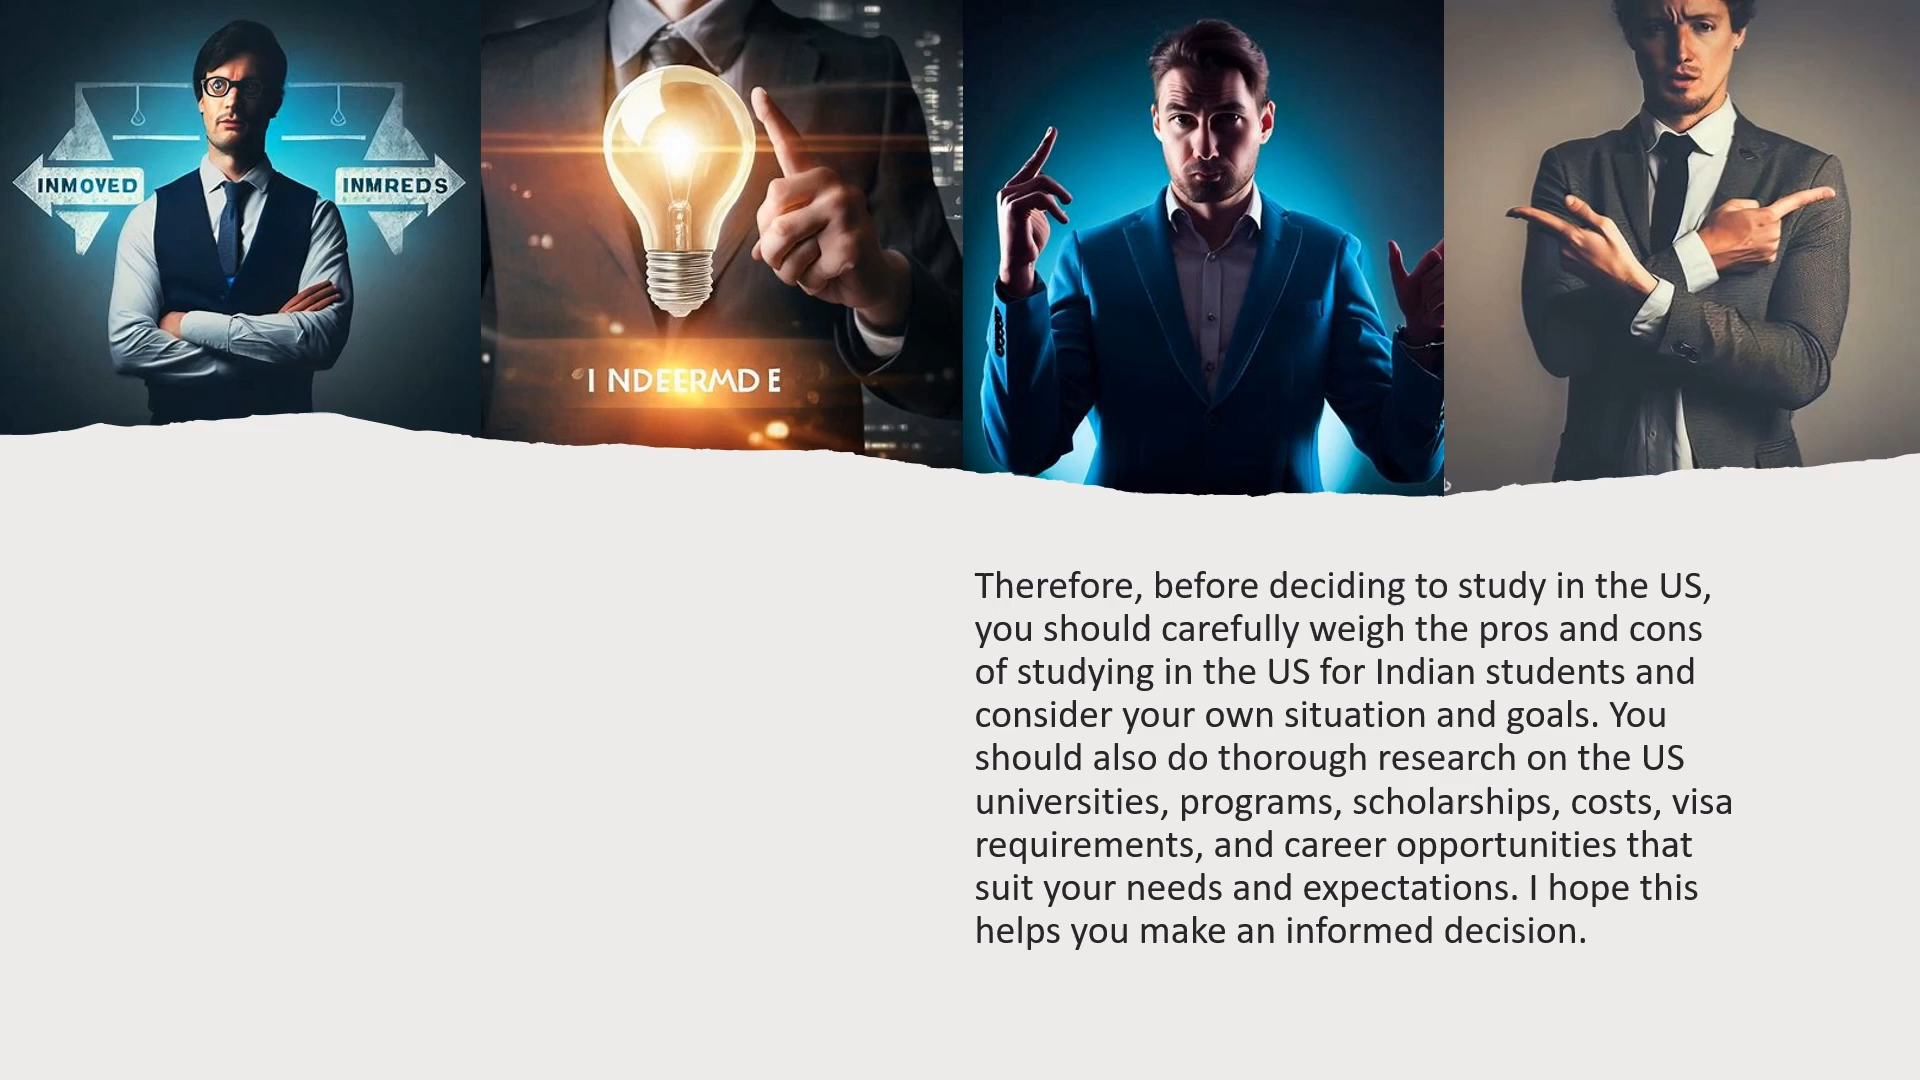 INMOVED
INMREDS
I NDEERMD E
Therefore, before deciding to study in the US,
you should carefully weigh the pros and cons
of studying in the US for Indian students and
consider your own situation and goals. You
should also do thorough research on the US
universities, programs, scholarships, costs, visa
requirements, and career opportunities that
suit your needs and expectations. I hope this
helps you make an informed decision.